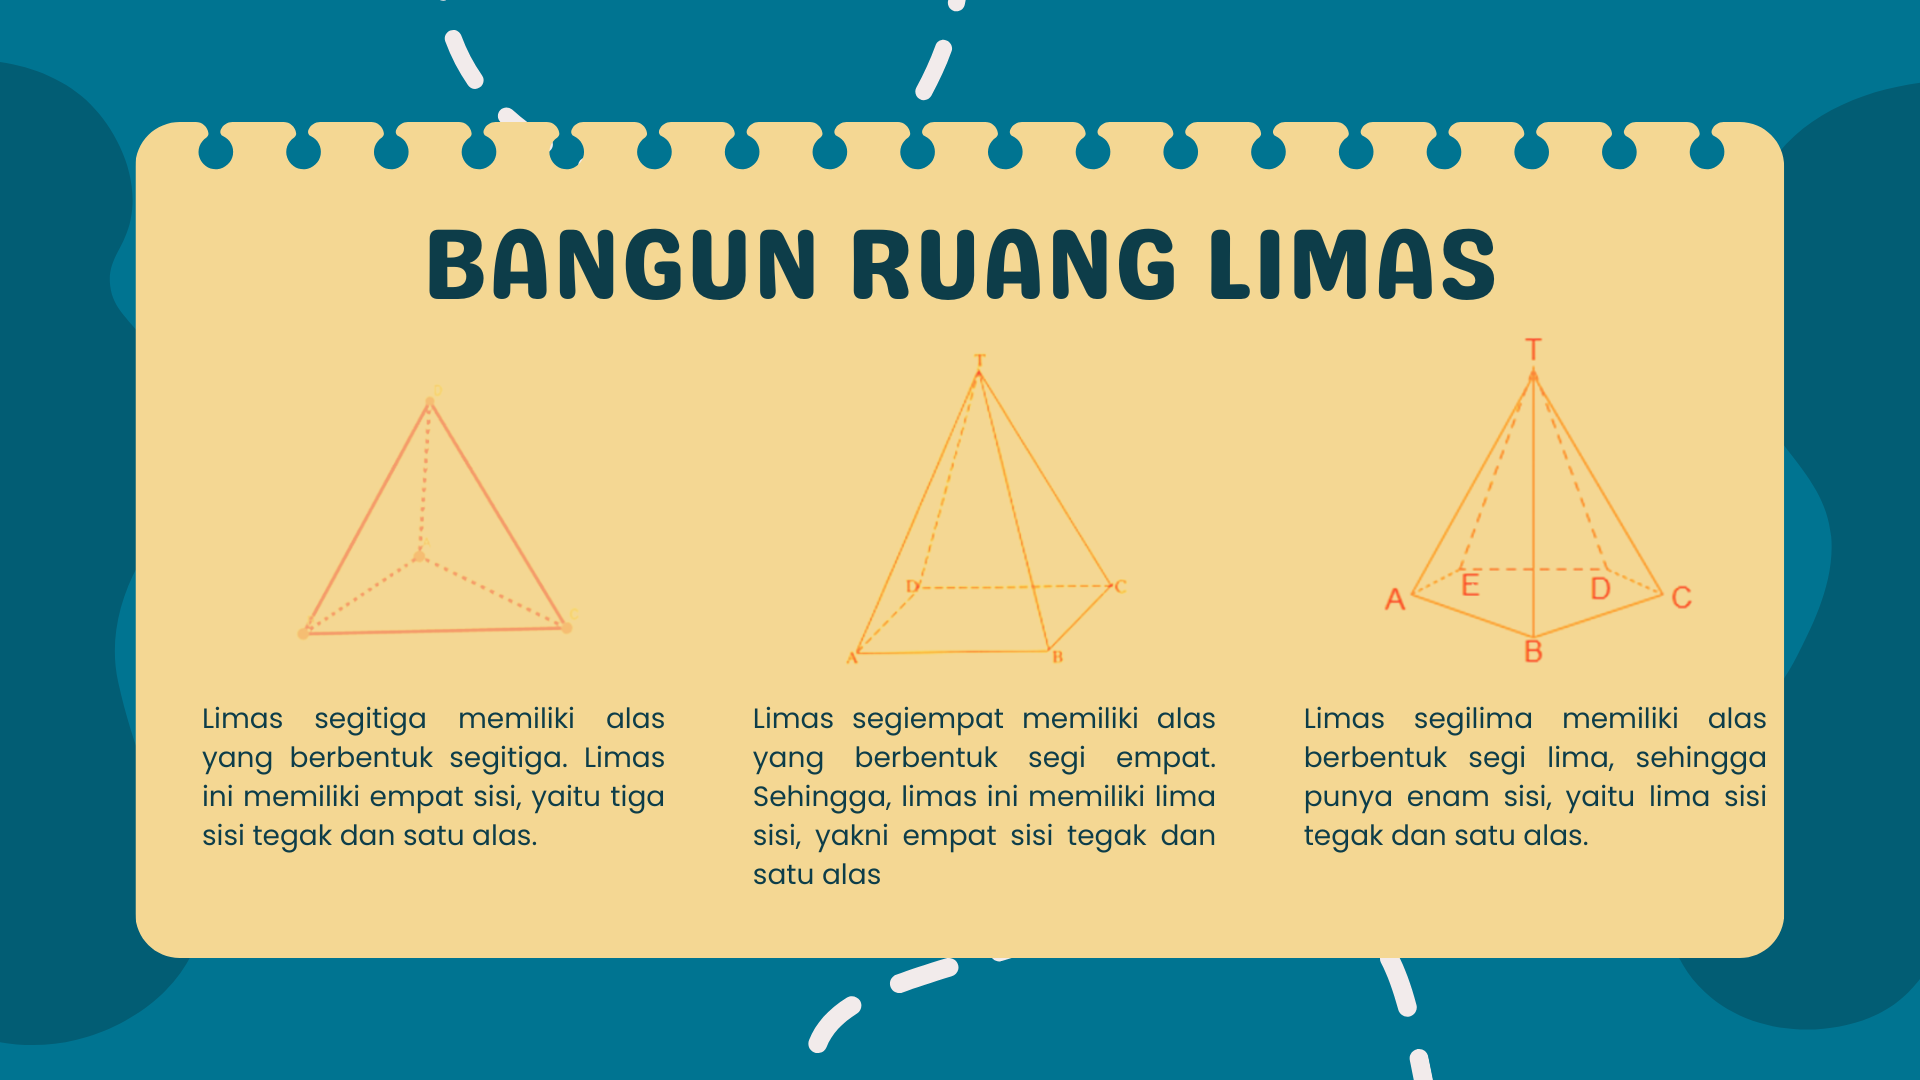 BANGUN RUANG LIMAS
T
D
C
A
B
T
A
E
D
C
B
Limas segitiga memiliki alas
yang berbentuk segitiga. Limas
ini memiliki empat sisi, yaitu tiga
sisi tegak dan satu alas.
Limas segiempat memiliki alas
yang berbentuk segi empat.
Sehingga, limas ini memiliki lima
sisi, yakni empat sisi tegak dan
satu alas
Limas segilima memiliki alas
berbentuk segi lima, sehingga
punya enam sisi, yaitu lima sisi
tegak dan satu alas.